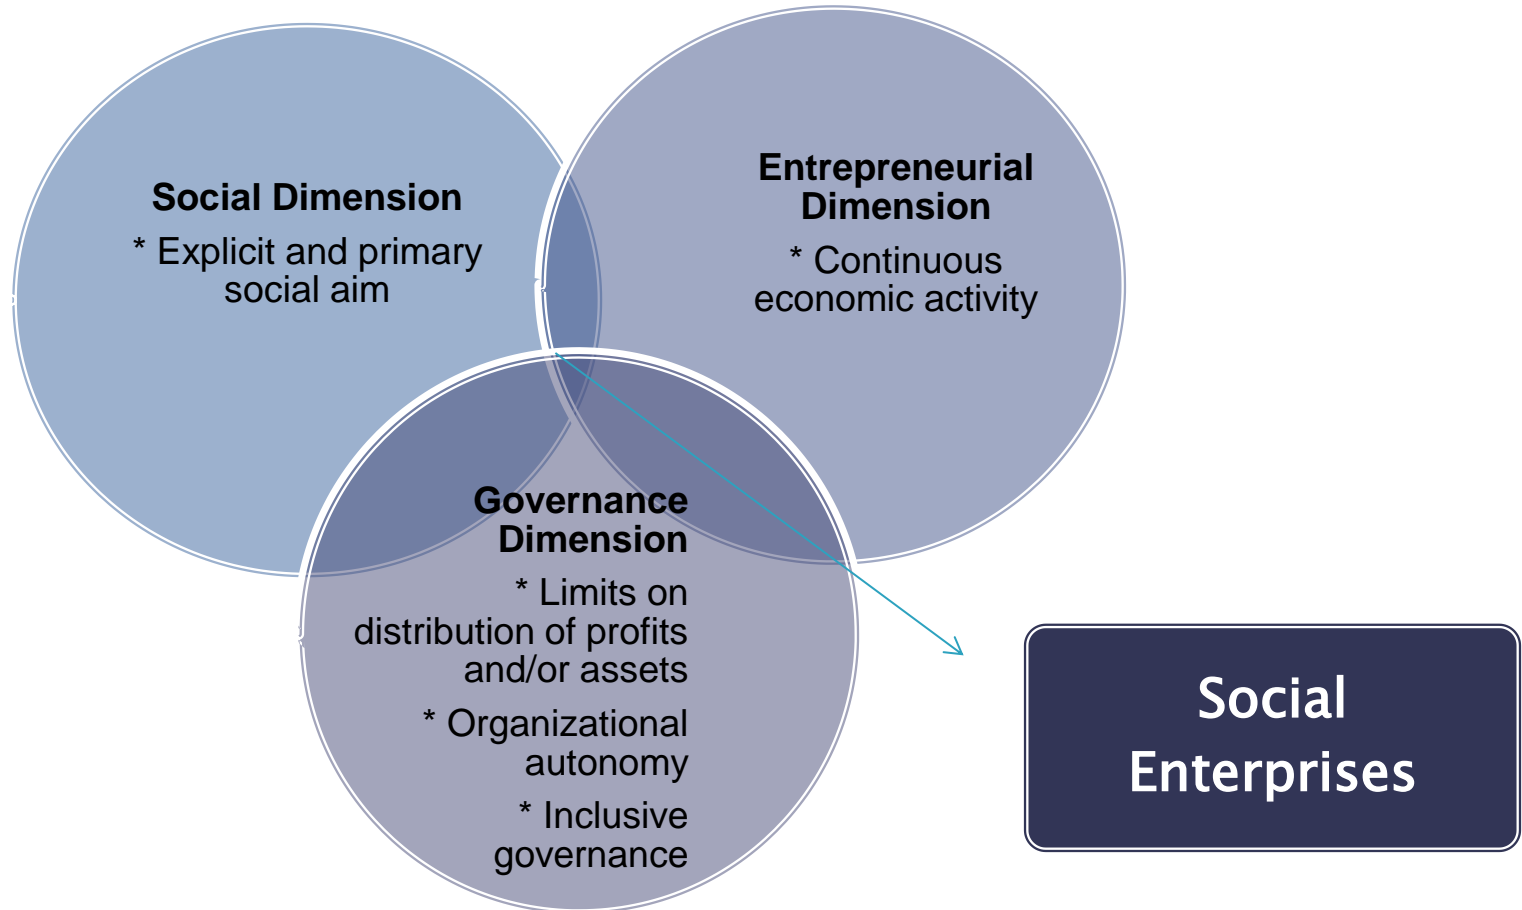 Social Dimension
* Explicit and primary
social aim
Entrepreneurial
Dimension
* Continuous
economic activity
Governance
Dimension
* Limits on
distribution of profits
and/or assets
* Organizational
autonomy
* Inclusive
governance
Social
Enterprises